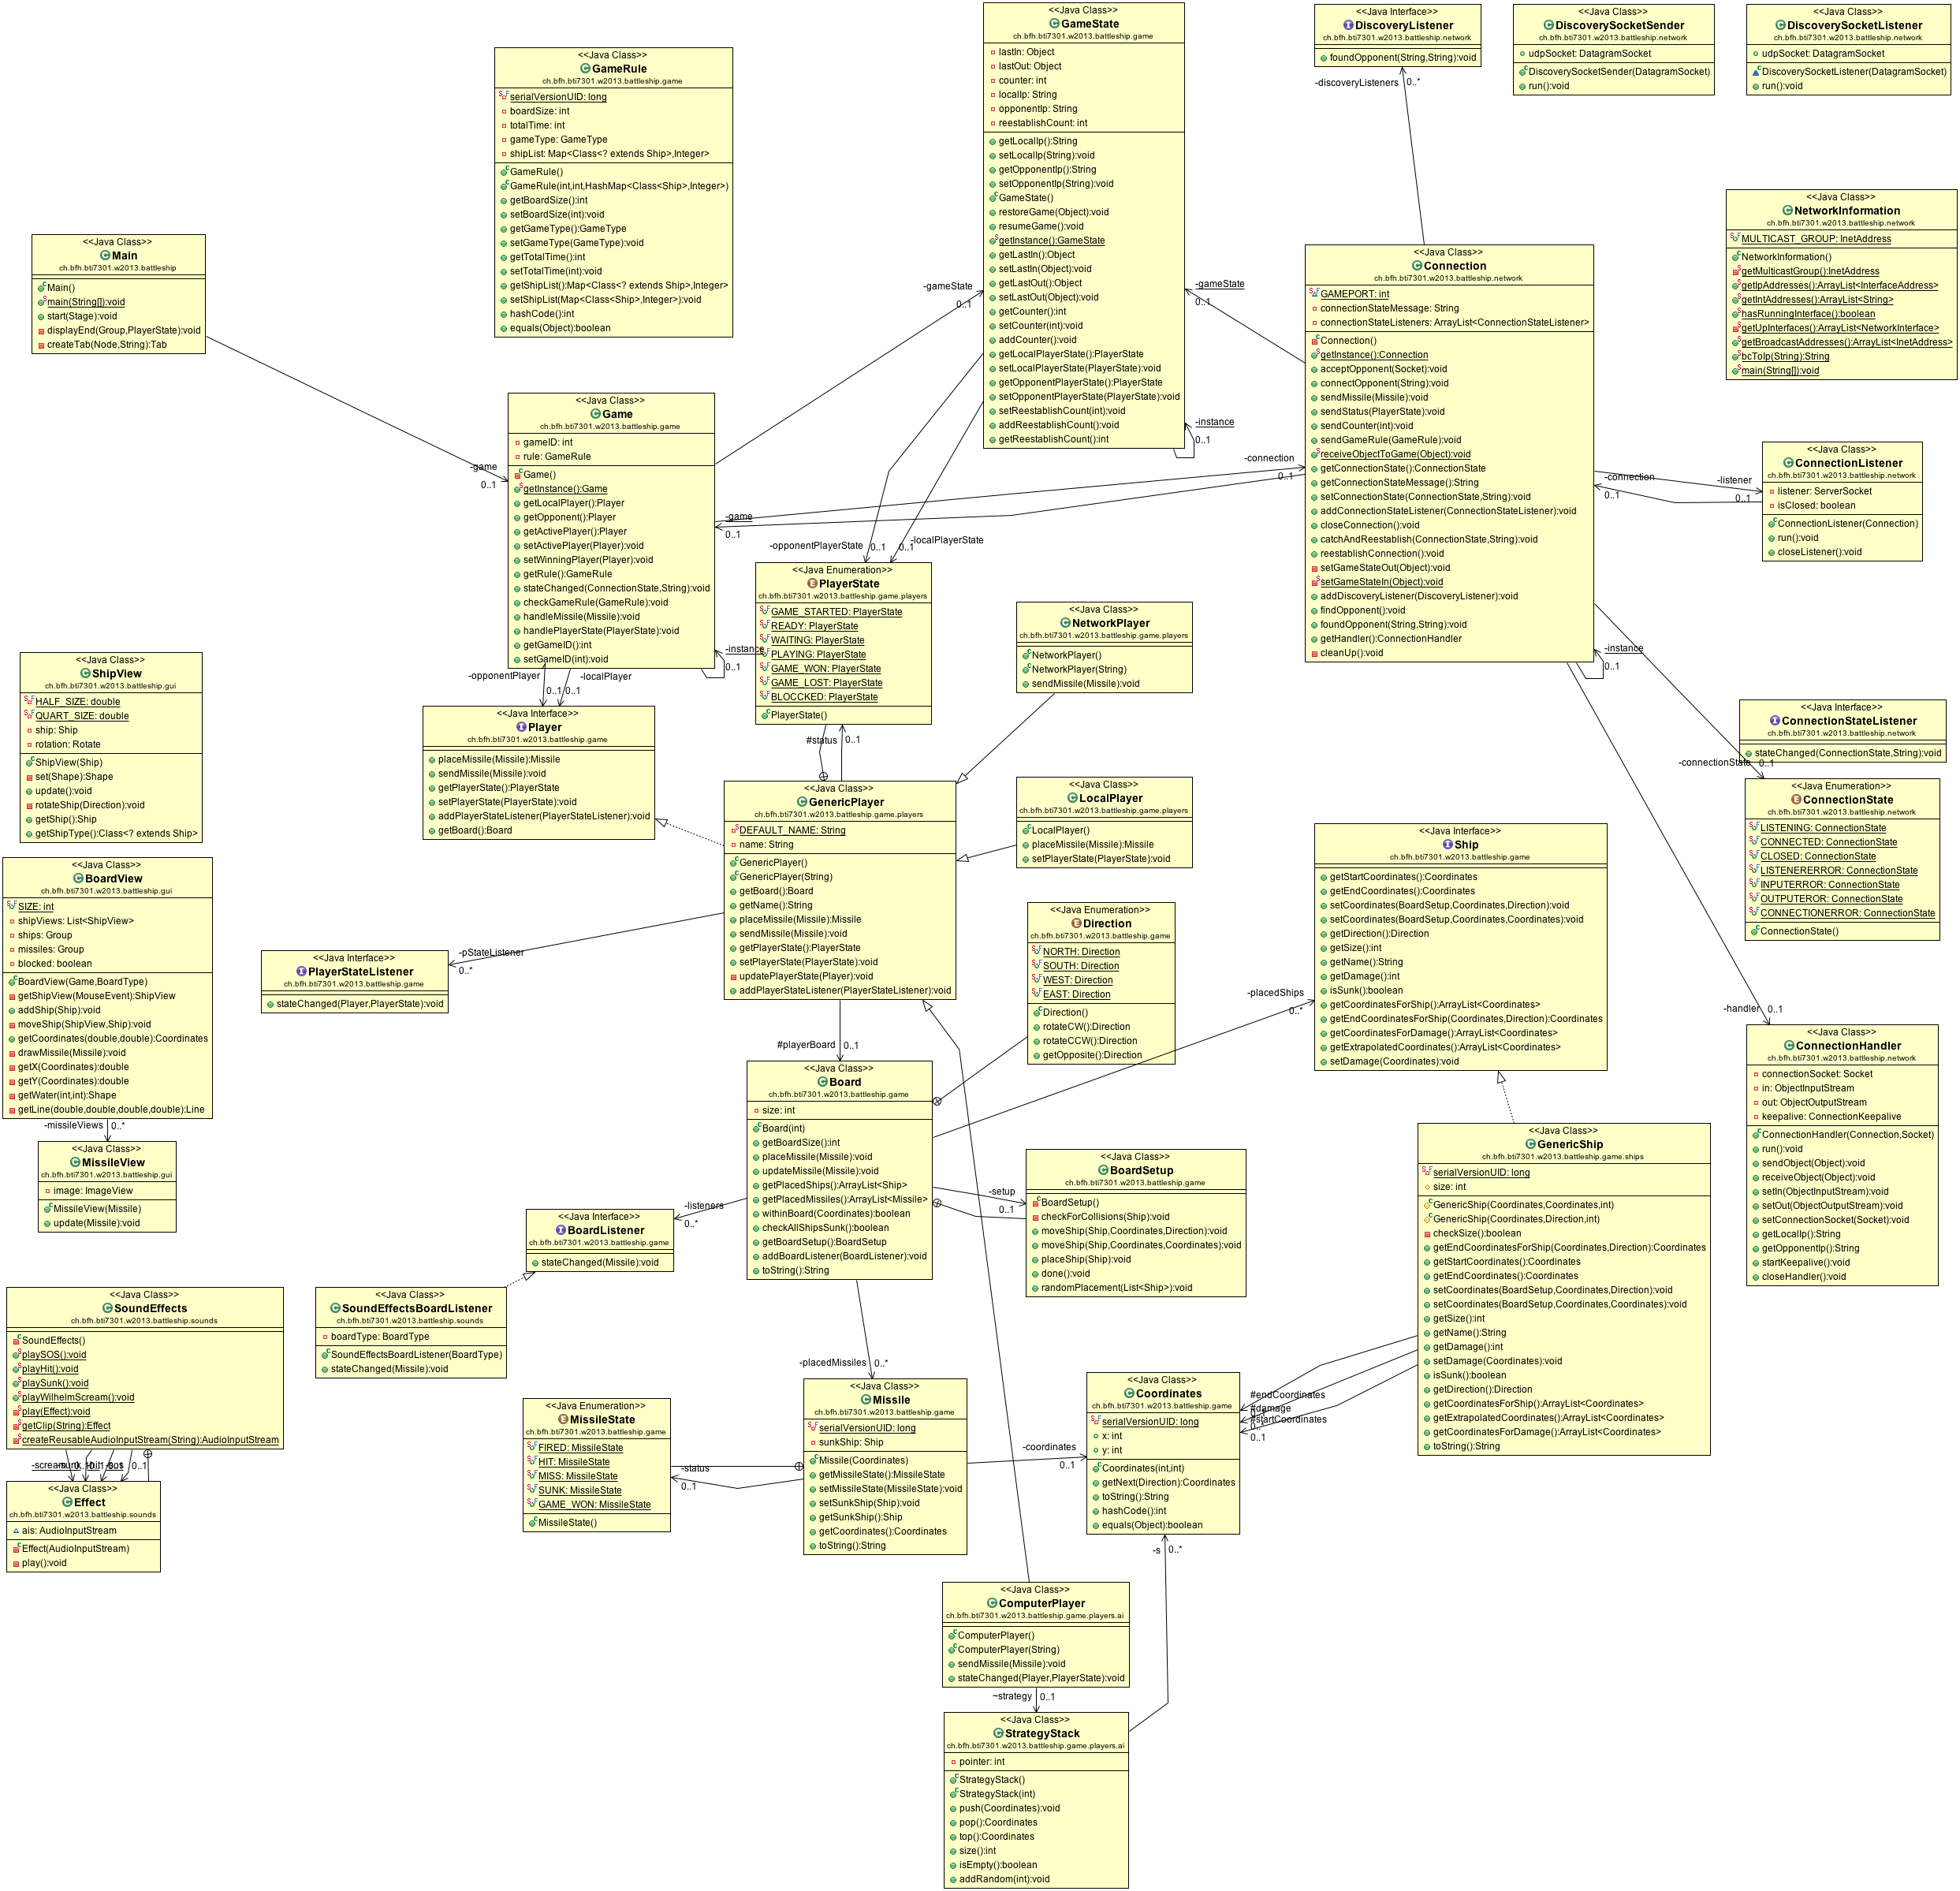 <<Java Class>>
GameState
ch.bfh.bti7301.w2013.battleship.game
lastIn: Object
lastOut: Object
counter: int
localIp: String
opponentIp: String
reestablishCount: int
getLocalIp():String
setLocalIp(String):void
getOpponentIp():String
setOpponentIp(String):void
GameState()
restoreGame(Object):void
resumeGame():void
getInstance():GameState
getLastIn():Object
setLastIn(Object):void
getLastOut():Object
setLastOut(Object):void
getCounter():int
setCounter(int):void
addCounter():void
getLocalPlayerState():PlayerState
setLocalPlayerState(PlayerState):void
getOpponentPlayerState():PlayerState
setOpponentPlayerState(PlayerState):void
setReestablishCount(int):void
addReestablishCount():void
getReestablishCount():int
-instance
0..1
<<Java Interface>>
DiscoveryListener
ch.bfh.bti7301.w2013.battleship.network
foundOpponent(String,String):void
-discoveryListeners
0..*
<<Java Class>>
DiscoverySocketSender
ch.bfh.bti7301.w2013.battleship.network
udpSocket: DatagramSocket
DiscoverySocketSender(DatagramSocket)
run():void
<<Java Class>>
DiscoverySocketListener
ch.bfh.bti7301.w2013.battleship.network
udpSocket: DatagramSocket
DiscoverySocketListener(DatagramSocket)
run():void
<<Java Class>>
GameRule
ch.bfh.bti7301.w2013.battleship.game
serialVersionUID: long
boardSize: int
totalTime: int
gameType: GameType
shipList: Map<Class<? extends Ship>,Integer>
GameRule()
GameRule(int,int,HashMap<Class<Ship>,Integer>)
getBoardSize():int
setBoardSize(int):void
getGameType():GameType
setGameType(GameType):void
getTotalTime():int
setTotalTime(int):void
getShipList():Map<Class<? extends Ship>,Integer>
setShipList(Map<Class<Ship>,Integer>):void
hashCode():int
equals(Object):boolean
<<Java Class>>
NetworkInformation
ch.bfh.bti7301.w2013.battleship.network
MULTICAST_GROUP: InetAddress
NetworkInformation()
getMulticastGroup():InetAddress
getIpAddresses():ArrayList<InterfaceAddress>
getIntAddresses():ArrayList<String>
hasRunningInterface():boolean
getUpInterfaces():ArrayList<NetworkInterface>
getBroadcastAddresses():ArrayList<InetAddress>
bcToIp(String):String
main(String[]):void
<<Java Class>>
Main
ch.bfh.bti7301.w2013.battleship
Main()
main(String[]):void
start(Stage):void
displayEnd(Group,PlayerState):void
createTab(Node,String):Tab
-game
0..1
-gameState
0..1
-gameState
0..1
<<Java Class>>
Connection
ch.bfh.bti7301.w2013.battleship.network
GAMEPORT: int
connectionStateMessage: String
connectionStateListeners: ArrayList<ConnectionStateListener>
Connection()
getInstance():Connection
acceptOpponent(Socket):void
connectOpponent(String):void
sendMissile(Missile):void
sendStatus(PlayerState):void
sendCounter(int):void
sendGameRule(GameRule):void
receiveObjectToGame(Object):void
getConnectionState():ConnectionState
getConnectionStateMessage():String
setConnectionState(ConnectionState,String):void
addConnectionStateListener(ConnectionStateListener):void
closeConnection():void
catchAndReestablish(ConnectionState,String):void
reestablishConnection():void
setGameStateOut(Object):void
setGameStateIn(Object):void
addDiscoveryListener(DiscoveryListener):void
findOpponent():void
foundOpponent(String,String):void
getHandler():ConnectionHandler
cleanUp():void
-instance
0..1
<<Java Class>>
Game
ch.bfh.bti7301.w2013.battleship.game
gameID: int
rule: GameRule
Game()
getInstance():Game
getLocalPlayer():Player
getOpponent():Player
getActivePlayer():Player
setActivePlayer(Player):void
setWinningPlayer(Player):void
getRule():GameRule
stateChanged(ConnectionState,String):void
checkGameRule(GameRule):void
handleMissile(Missile):void
handlePlayerState(PlayerState):void
getGameID():int
setGameID(int):void
-connection
0..1
-game
0..1
-instance
0..1
-opponentPlayer
0..1
-localPlayer
0..1
-connection
0..1
-listener
0..1
<<Java Class>>
ConnectionListener
ch.bfh.bti7301.w2013.battleship.network
listener: ServerSocket
isClosed: boolean
ConnectionListener(Connection)
run():void
closeListener():void
-opponentPlayerState
0..1
-localPlayerState
0..1
<<Java Enumeration>>
PlayerState
ch.bfh.bti7301.w2013.battleship.game.players
GAME_STARTED: PlayerState
READY: PlayerState
WAITING: PlayerState
PLAYING: PlayerState
GAME_WON: PlayerState
GAME_LOST: PlayerState
BLOCCKED: PlayerState
PlayerState()
#status
0..1
<<Java Class>>
NetworkPlayer
ch.bfh.bti7301.w2013.battleship.game.players
NetworkPlayer()
NetworkPlayer(String)
sendMissile(Missile):void
<<Java Class>>
ShipView
ch.bfh.bti7301.w2013.battleship.gui
HALF_SIZE: double
QUART_SIZE: double
ship: Ship
rotation: Rotate
ShipView(Ship)
set(Shape):Shape
update():void
rotateShip(Direction):void
getShip():Ship
getShipType():Class<? extends Ship>
<<Java Interface>>
Player
ch.bfh.bti7301.w2013.battleship.game
placeMissile(Missile):Missile
sendMissile(Missile):void
getPlayerState():PlayerState
setPlayerState(PlayerState):void
addPlayerStateListener(PlayerStateListener):void
getBoard():Board
<<Java Interface>>
ConnectionStateListener
ch.bfh.bti7301.w2013.battleship.network
stateChanged(ConnectionState,String):void
-connectionState
0..1
<<Java Enumeration>>
ConnectionState
ch.bfh.bti7301.w2013.battleship.network
LISTENING: ConnectionState
CONNECTED: ConnectionState
CLOSED: ConnectionState
LISTENERERROR: ConnectionState
INPUTERROR: ConnectionState
OUTPUTEROR: ConnectionState
CONNECTIONERROR: ConnectionState
ConnectionState()
<<Java Class>>
GenericPlayer
ch.bfh.bti7301.w2013.battleship.game.players
DEFAULT_NAME: String
name: String
GenericPlayer()
GenericPlayer(String)
getBoard():Board
getName():String
placeMissile(Missile):Missile
sendMissile(Missile):void
getPlayerState():PlayerState
setPlayerState(PlayerState):void
updatePlayerState(Player):void
addPlayerStateListener(PlayerStateListener):void
<<Java Class>>
LocalPlayer
ch.bfh.bti7301.w2013.battleship.game.players
LocalPlayer()
placeMissile(Missile):Missile
setPlayerState(PlayerState):void
<<Java Interface>>
Ship
ch.bfh.bti7301.w2013.battleship.game
getStartCoordinates():Coordinates
getEndCoordinates():Coordinates
setCoordinates(BoardSetup,Coordinates,Direction):void
setCoordinates(BoardSetup,Coordinates,Coordinates):void
getDirection():Direction
getSize():int
getName():String
getDamage():int
isSunk():boolean
getCoordinatesForShip():ArrayList<Coordinates>
getEndCoordinatesForShip(Coordinates,Direction):Coordinates
getCoordinatesForDamage():ArrayList<Coordinates>
getExtrapolatedCoordinates():ArrayList<Coordinates>
setDamage(Coordinates):void
<<Java Class>>
BoardView
ch.bfh.bti7301.w2013.battleship.gui
SIZE: int
shipViews: List<ShipView>
ships: Group
missiles: Group
blocked: boolean
BoardView(Game,BoardType)
getShipView(MouseEvent):ShipView
addShip(Ship):void
moveShip(ShipView,Ship):void
getCoordinates(double,double):Coordinates
drawMissile(Missile):void
getX(Coordinates):double
getY(Coordinates):double
getWater(int,int):Shape
getLine(double,double,double,double):Line
-missileViews
0..*
<<Java Class>>
MissileView
ch.bfh.bti7301.w2013.battleship.gui
image: ImageView
MissileView(Missile)
update(Missile):void
-pStateListener
0..*
<<Java Interface>>
PlayerStateListener
ch.bfh.bti7301.w2013.battleship.game
stateChanged(Player,PlayerState):void
<<Java Enumeration>>
Direction
ch.bfh.bti7301.w2013.battleship.game
NORTH: Direction
SOUTH: Direction
WEST: Direction
EAST: Direction
Direction()
rotateCW():Direction
rotateCCW():Direction
getOpposite():Direction
-placedShips
0..*
#playerBoard
0..1
-handler
0..1
<<Java Class>>
ConnectionHandler
ch.bfh.bti7301.w2013.battleship.network
connectionSocket: Socket
in: ObjectInputStream
out: ObjectOutputStream
keepalive: ConnectionKeepalive
ConnectionHandler(Connection,Socket)
run():void
sendObject(Object):void
receiveObject(Object):void
setIn(ObjectInputStream):void
setOut(ObjectOutputStream):void
setConnectionSocket(Socket):void
getLocalIp():String
getOpponentIp():String
startKeepalive():void
closeHandler():void
<<Java Class>>
Board
ch.bfh.bti7301.w2013.battleship.game
size: int
Board(int)
getBoardSize():int
placeMissile(Missile):void
updateMissile(Missile):void
getPlacedShips():ArrayList<Ship>
getPlacedMissiles():ArrayList<Missile>
withinBoard(Coordinates):boolean
checkAllShipsSunk():boolean
getBoardSetup():BoardSetup
addBoardListener(BoardListener):void
toString():String
-setup
0..1
<<Java Class>>
BoardSetup
ch.bfh.bti7301.w2013.battleship.game
BoardSetup()
checkForCollisions(Ship):void
moveShip(Ship,Coordinates,Direction):void
moveShip(Ship,Coordinates,Coordinates):void
placeShip(Ship):void
done():void
randomPlacement(List<Ship>):void
<<Java Class>>
GenericShip
ch.bfh.bti7301.w2013.battleship.game.ships
serialVersionUID: long
size: int
GenericShip(Coordinates,Coordinates,int)
GenericShip(Coordinates,Direction,int)
checkSize():boolean
getEndCoordinatesForShip(Coordinates,Direction):Coordinates
getStartCoordinates():Coordinates
getEndCoordinates():Coordinates
setCoordinates(BoardSetup,Coordinates,Direction):void
setCoordinates(BoardSetup,Coordinates,Coordinates):void
getSize():int
getName():String
getDamage():int
setDamage(Coordinates):void
isSunk():boolean
getDirection():Direction
getCoordinatesForShip():ArrayList<Coordinates>
getExtrapolatedCoordinates():ArrayList<Coordinates>
getCoordinatesForDamage():ArrayList<Coordinates>
toString():String
-listeners
0..*
<<Java Interface>>
BoardListener
ch.bfh.bti7301.w2013.battleship.game
stateChanged(Missile):void
<<Java Class>>
SoundEffectsBoardListener
ch.bfh.bti7301.w2013.battleship.sounds
boardType: BoardType
SoundEffectsBoardListener(BoardType)
stateChanged(Missile):void
<<Java Class>>
SoundEffects
ch.bfh.bti7301.w2013.battleship.sounds
SoundEffects()
playSOS():void
playHit():void
playSunk():void
playWilhelmScream():void
play(Effect):void
getClip(String):Effect
createReusableAudioInputStream(String):AudioInputStream
0..1
<<Java Class>>
Effect
ch.bfh.bti7301.w2013.battleship.sounds
ais: AudioInputStream
Effect(AudioInputStream)
play():void
-placedMissiles
0..*
<<Java Class>>
Missile
ch.bfh.bti7301.w2013.battleship.game
serialVersionUID: long
sunkShip: Ship
Missile(Coordinates)
getMissileState():MissileState
setMissileState(MissileState):void
setSunkShip(Ship):void
getSunkShip():Ship
getCoordinates():Coordinates
toString():String
-status
0..1
<<Java Enumeration>>
MissileState
ch.bfh.bti7301.w2013.battleship.game
FIRED: MissileState
HIT: MissileState
MISS: MissileState
SUNK: MissileState
GAME_WON: MissileState
MissileState()
-coordinates
0..1
<<Java Class>>
Coordinates
ch.bfh.bti7301.w2013.battleship.game
serialVersionUID: long
x: int
y: int
Coordinates(int,int)
getNext(Direction):Coordinates
toString():String
hashCode():int
equals(Object):boolean
#endCoordinates
#damage
#startCoordinates
0..1
-s
0..*
<<Java Class>>
ComputerPlayer
ch.bfh.bti7301.w2013.battleship.game.players.ai
ComputerPlayer()
ComputerPlayer(String)
sendMissile(Missile):void
stateChanged(Player,PlayerState):void
~strategy
0..1
<<Java Class>>
StrategyStack
ch.bfh.bti7301.w2013.battleship.game.players.ai
pointer: int
StrategyStack()
StrategyStack(int)
push(Coordinates):void
pop():Coordinates
top():Coordinates
size():int
isEmpty():boolean
addRandom(int):void